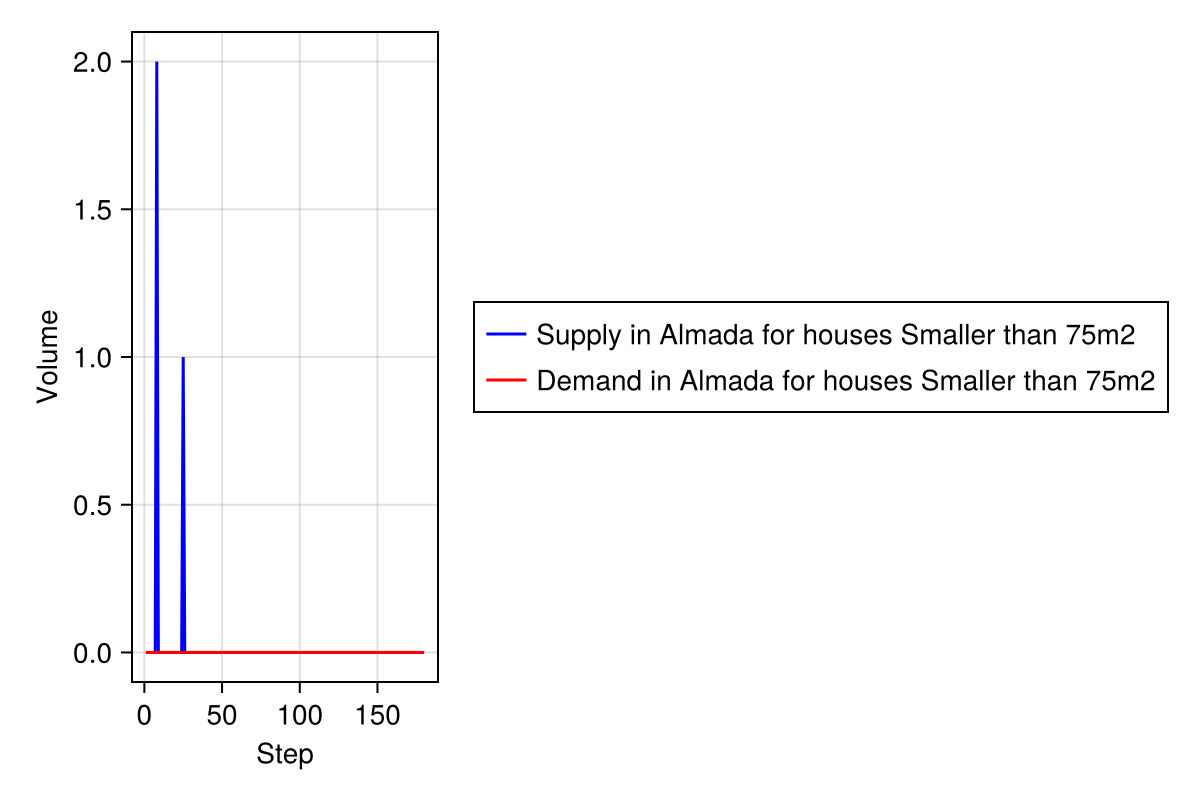 2.0
1.5
1.0
0.5
0.0
Volume
0 50 100 150
Step
Supply in Almada for houses Smaller than 75m2
Demand in Almada for houses Smaller than 75m2